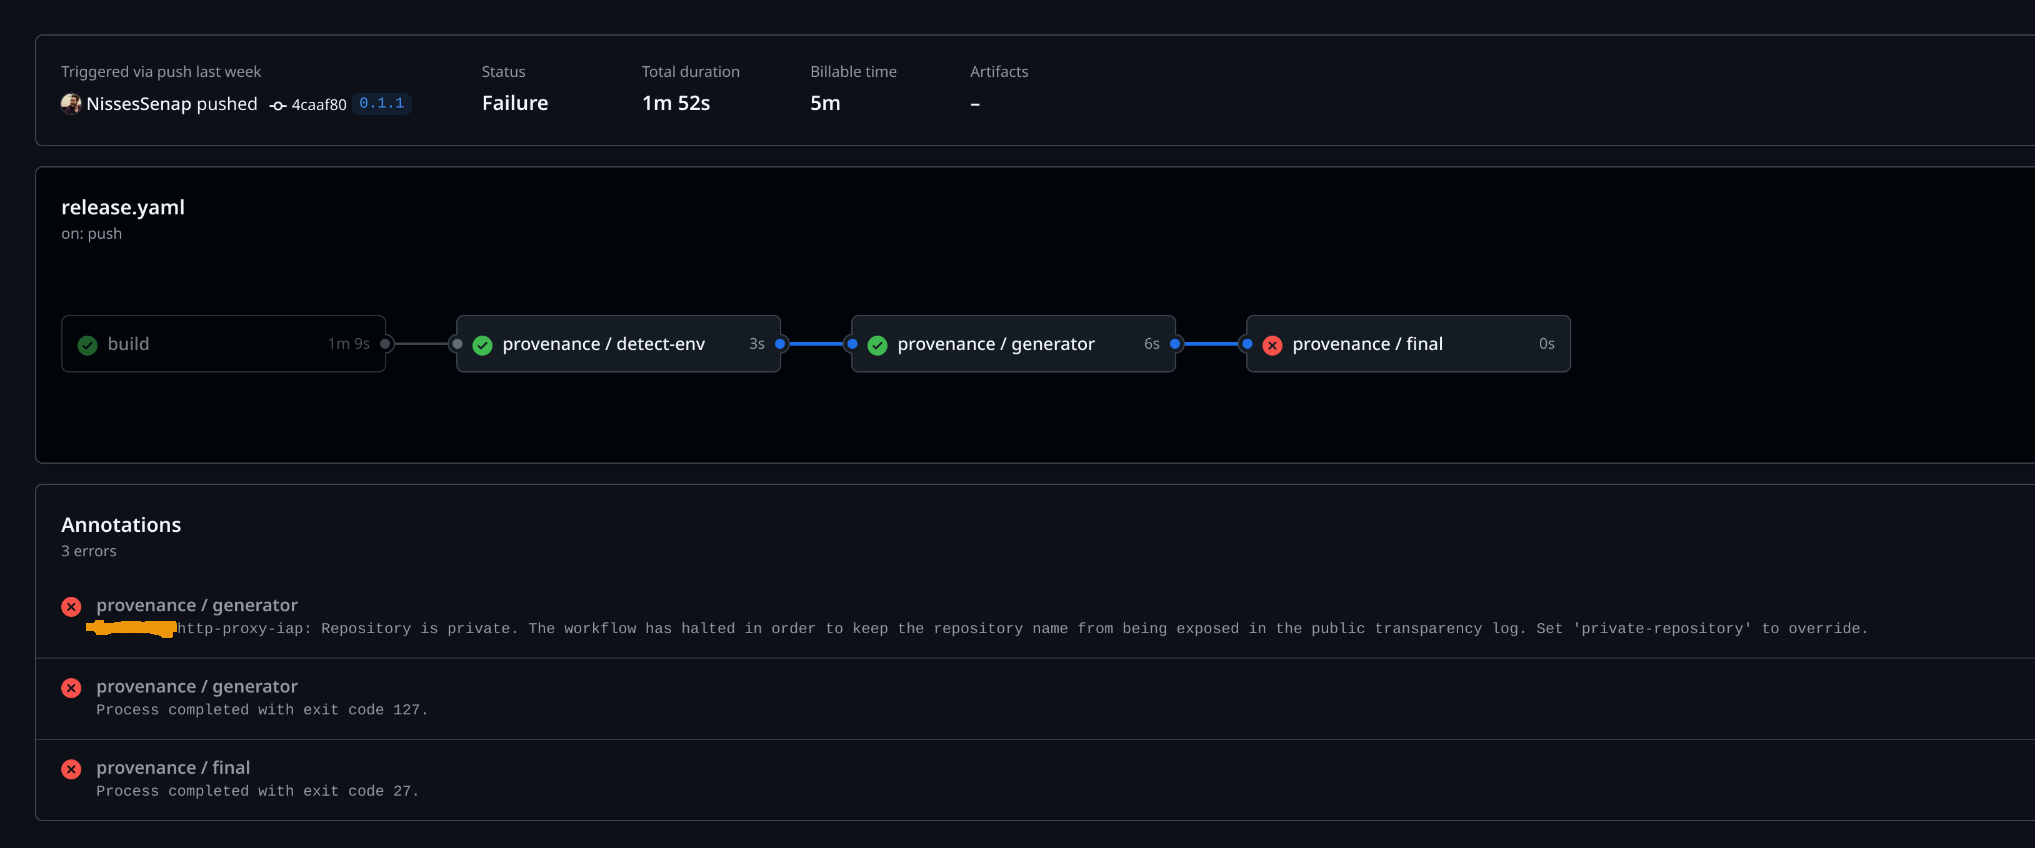 Triggered via push last week
NissesSenap pushed 4caaf80 0.1.1
Status
Failure
Total duration
1m 52s
Billable time
5m
Artifacts
–
release.yaml
on: push
build 1m 9s
provenance / detect-env 3s
provenance / generator 6s
provenance / final 0s
Annotations
3 errors
provenance / generator
http-proxy-iap: Repository is private. The workflow has halted in order to keep the repository name from being exposed in the public transparency log. Set 'private-repository' to override.
provenance / generator
Process completed with exit code 127.
provenance / final
Process completed with exit code 27.